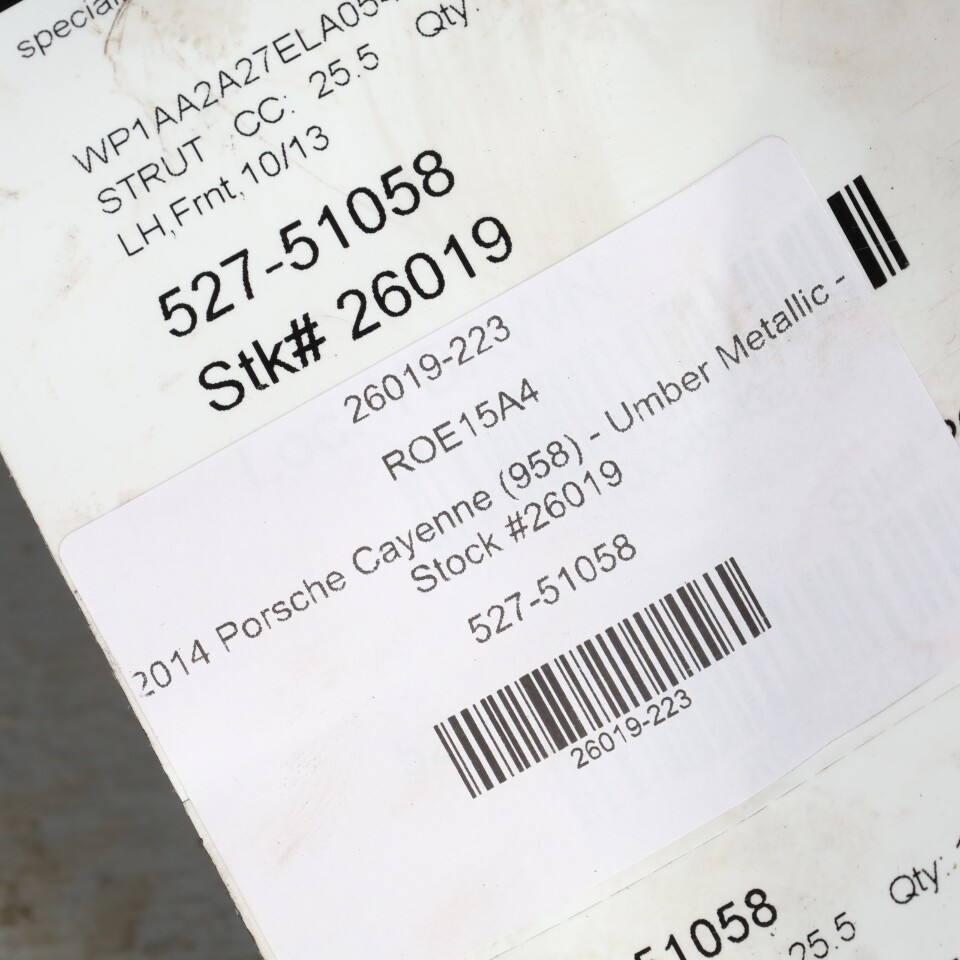 WP1AA2A27ELA05
STRUT CC: 25.5 Qty:
LH,Frnt,10/13
527-51058
Stk# 26019
26019-223
ROE15A4
2014 Porsche Cayenne (958) - Umber Metallic -
Stock #26019
527-51058
26019-223
51058
25.5 Qty: